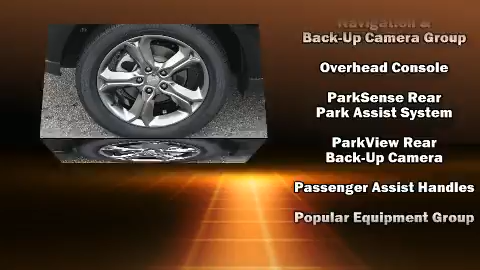 Navigation &
Back-Up Camera Group
Overhead Console
ParkSense Rear
Park Assist System
ParkView Rear
Back-Up Camera
Passenger Assist Handles
Popular Equipment Group